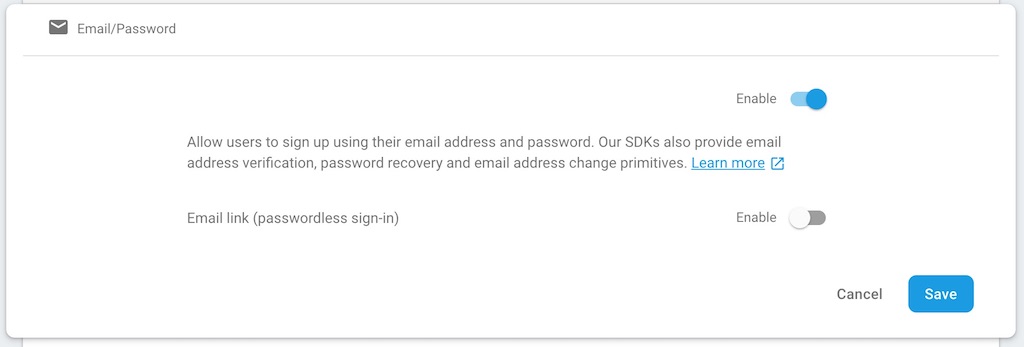 Email/Password
Enable
Allow users to sign up using their email address and password. Our SDKs also provide email
address verification, password recovery and email address change primitives. Learn more
Email link (passwordless sign-in)
Enable
Cancel
Save